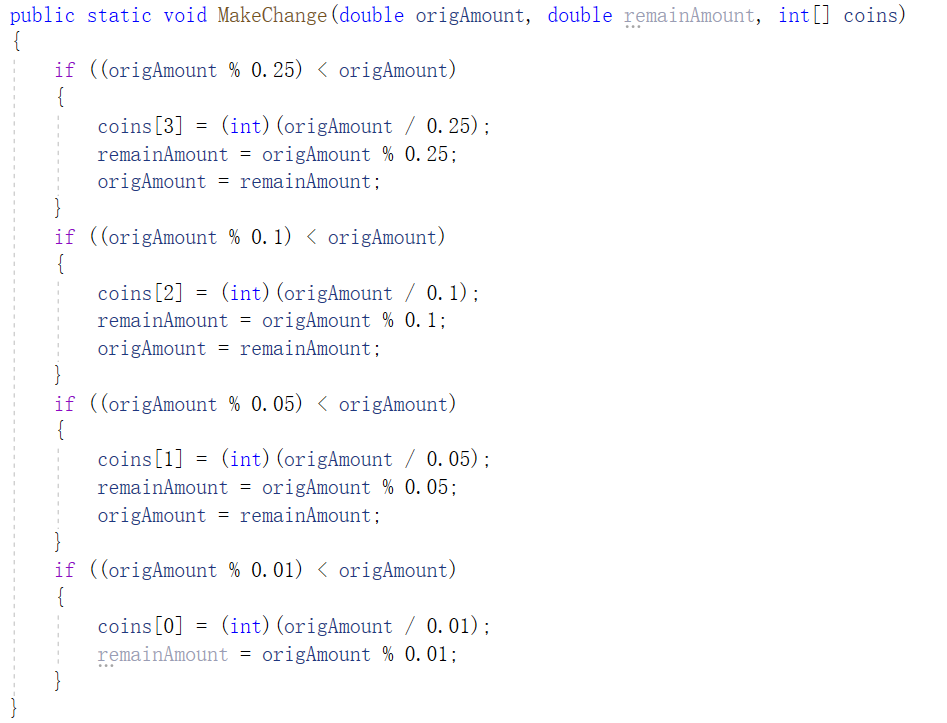 public static void MakeChange(double origAmount, double remainAmount, int[] coins)
{
    if ((origAmount % 0.25) < origAmount)
    {
        coins[3] = (int)(origAmount / 0.25);
        remainAmount = origAmount % 0.25;
        origAmount = remainAmount;
    }
    if ((origAmount % 0.1) < origAmount)
    {
        coins[2] = (int)(origAmount / 0.1);
        remainAmount = origAmount % 0.1;
        origAmount = remainAmount;
    }
    if ((origAmount % 0.05) < origAmount)
    {
        coins[1] = (int)(origAmount / 0.05);
        remainAmount = origAmount % 0.05;
        origAmount = remainAmount;
    }
    if ((origAmount % 0.01) < origAmount)
    {
        coins[0] = (int)(origAmount / 0.01);
        remainAmount = origAmount % 0.01;
    }
}